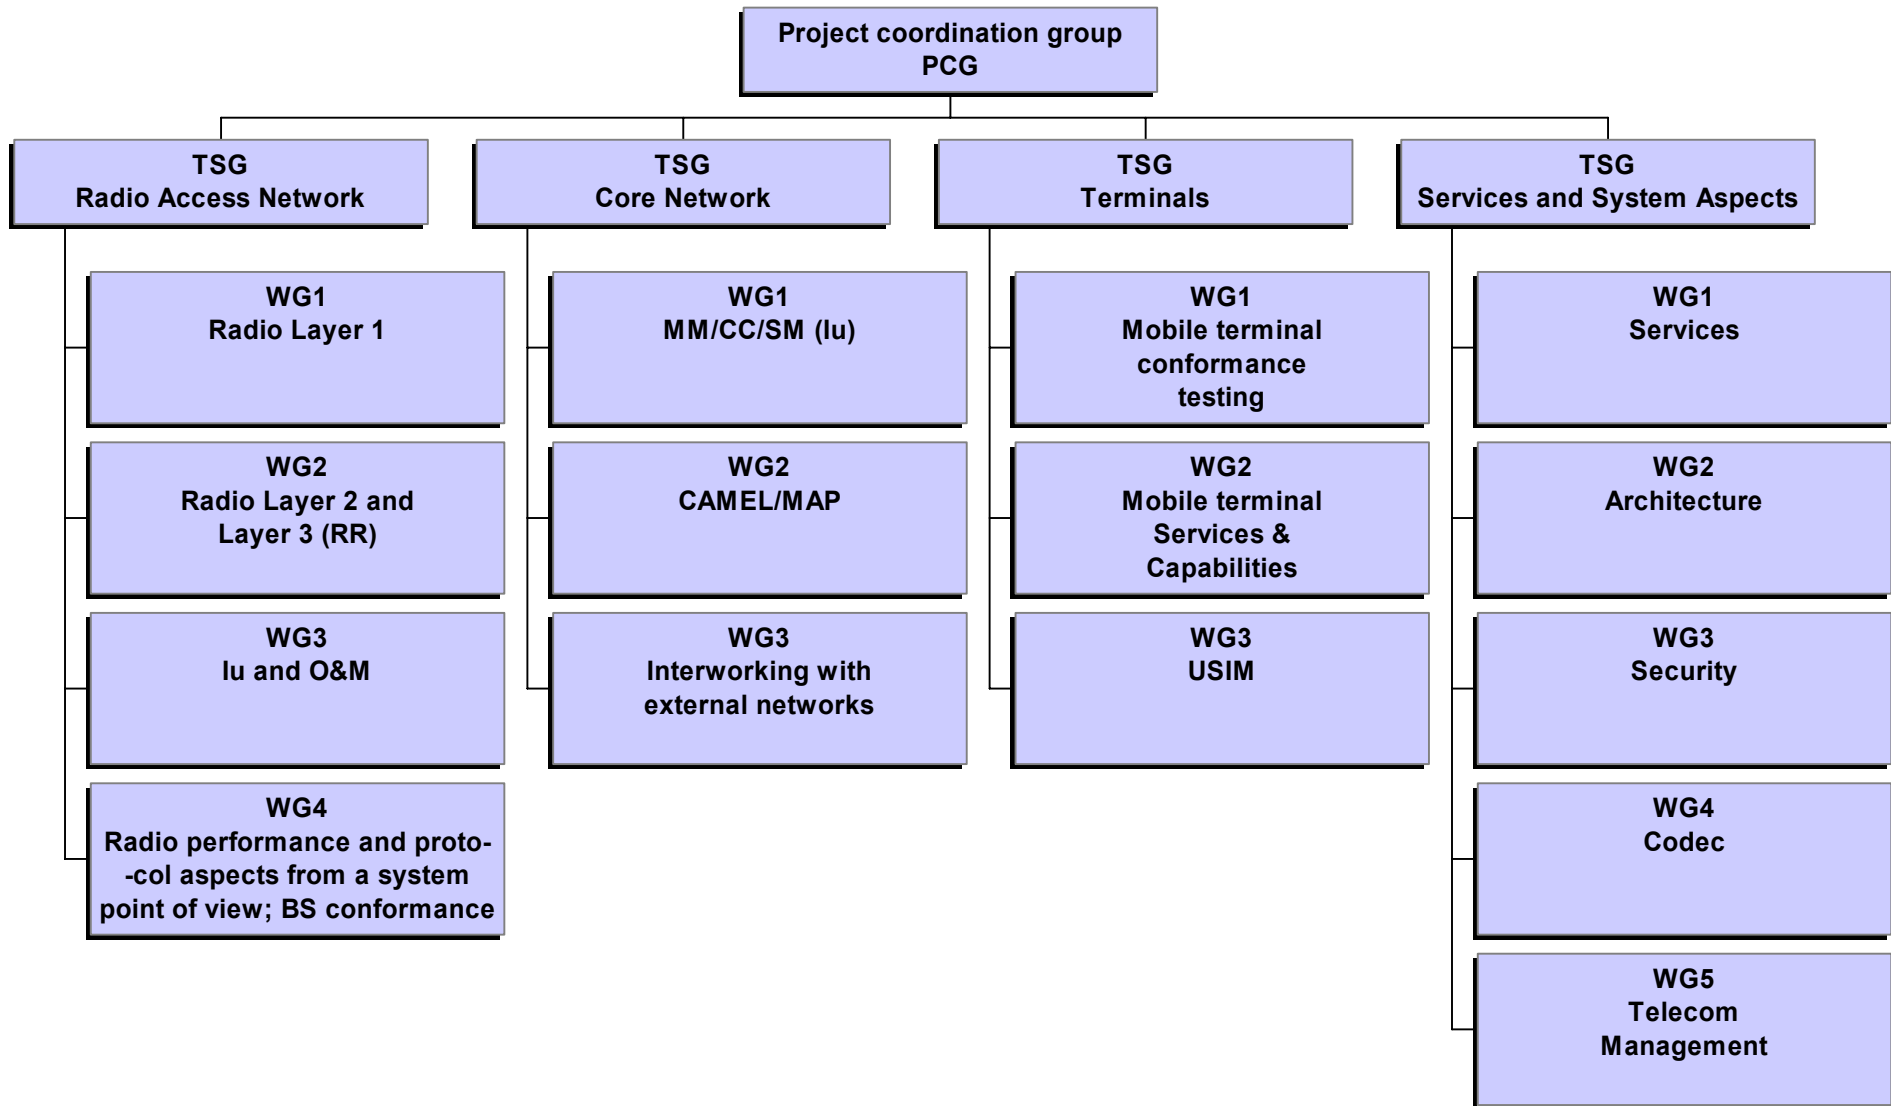 Project coordination group
PCG
TSG
Radio Access Network
TSG
Core Network
TSG
Terminals
TSG
Services and System Aspects
WG1
Radio Layer 1
WG2
Radio Layer 2 and
Layer 3 (RR)
WG3
Iu and O&M
WG4
Radio performance and proto-
-col aspects from a system
point of view; BS conformance
WG1
MM/CC/SM (Iu)
WG2
CAMEL/MAP
WG3
Interworking with
external networks
WG1
Mobile terminal
conformance
testing
WG2
Mobile terminal
Services &
Capabilities
WG3
USIM
WG1
Services
WG2
Architecture
WG3
Security
WG4
Codec
WG5
Telecom
Management